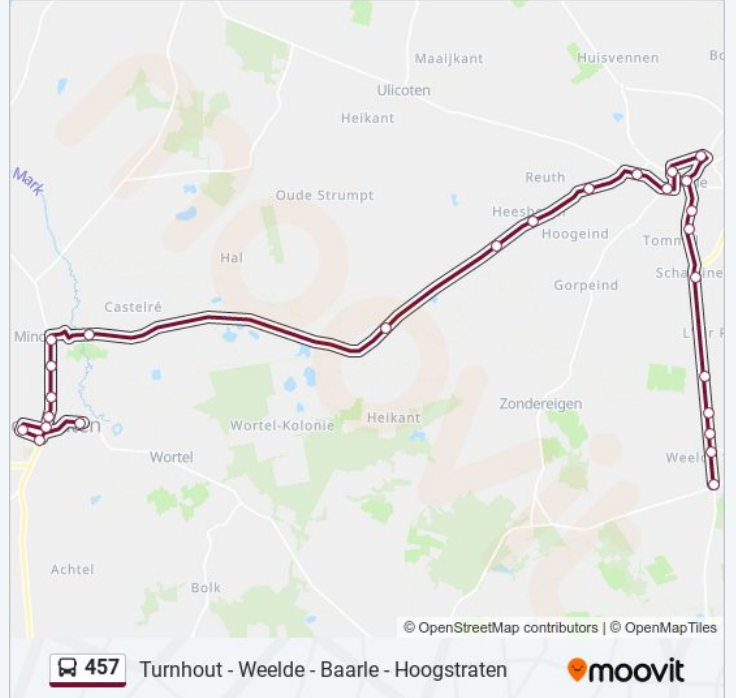 Maaijkant
Huisvennen
Ulicoten
Heikant
Mark
Reuth
Oude Strumpt
Hoogeind
Hal
Gorpeind
Castelré
Zondereigen
Wortel-Kolonie
Heikant
Wortel
Achtel
Bolk
© OpenStreetMap contributors | © OpenMapTiles
457
Turnhout - Weelde - Baarle - Hoogstraten
moovit